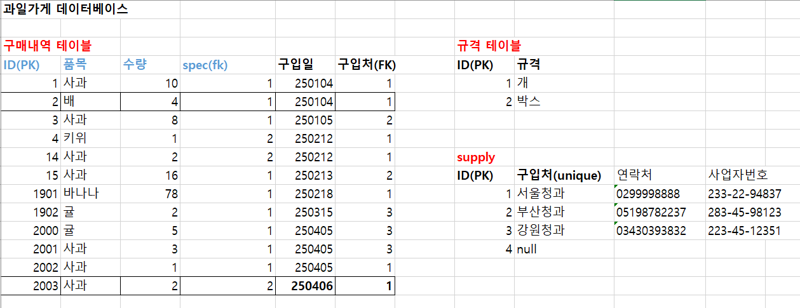 과일가게 데이터베이스
구매내역 테이블
ID(PK) 품목 수량 spec(fk) 구입일 구입처(FK)
1 사과 10 1 250104 1
2 배 4 1 250104 1
3 사과 8 1 250105 2
4 키위 1 2 250212 1
14 사과 2 2 250212 1
15 사과 16 1 250213 2
1901 바나나 78 1 250218 1
1902 귤 2 1 250315 3
2000 귤 5 1 250405 3
2001 사과 3 1 250405 3
2002 사과 1 1 250405 1
2003 사과 2 2 250406 1
규격 테이블
ID(PK) 규격
1 개
2 박스
supply
ID(PK) 구입처(unique) 연락처 사업자번호
1 서울청과 0299998888 233-22-94837
2 부산청과 05198782237 283-45-98123
3 강원청과 03430393832 223-45-12351
4 null